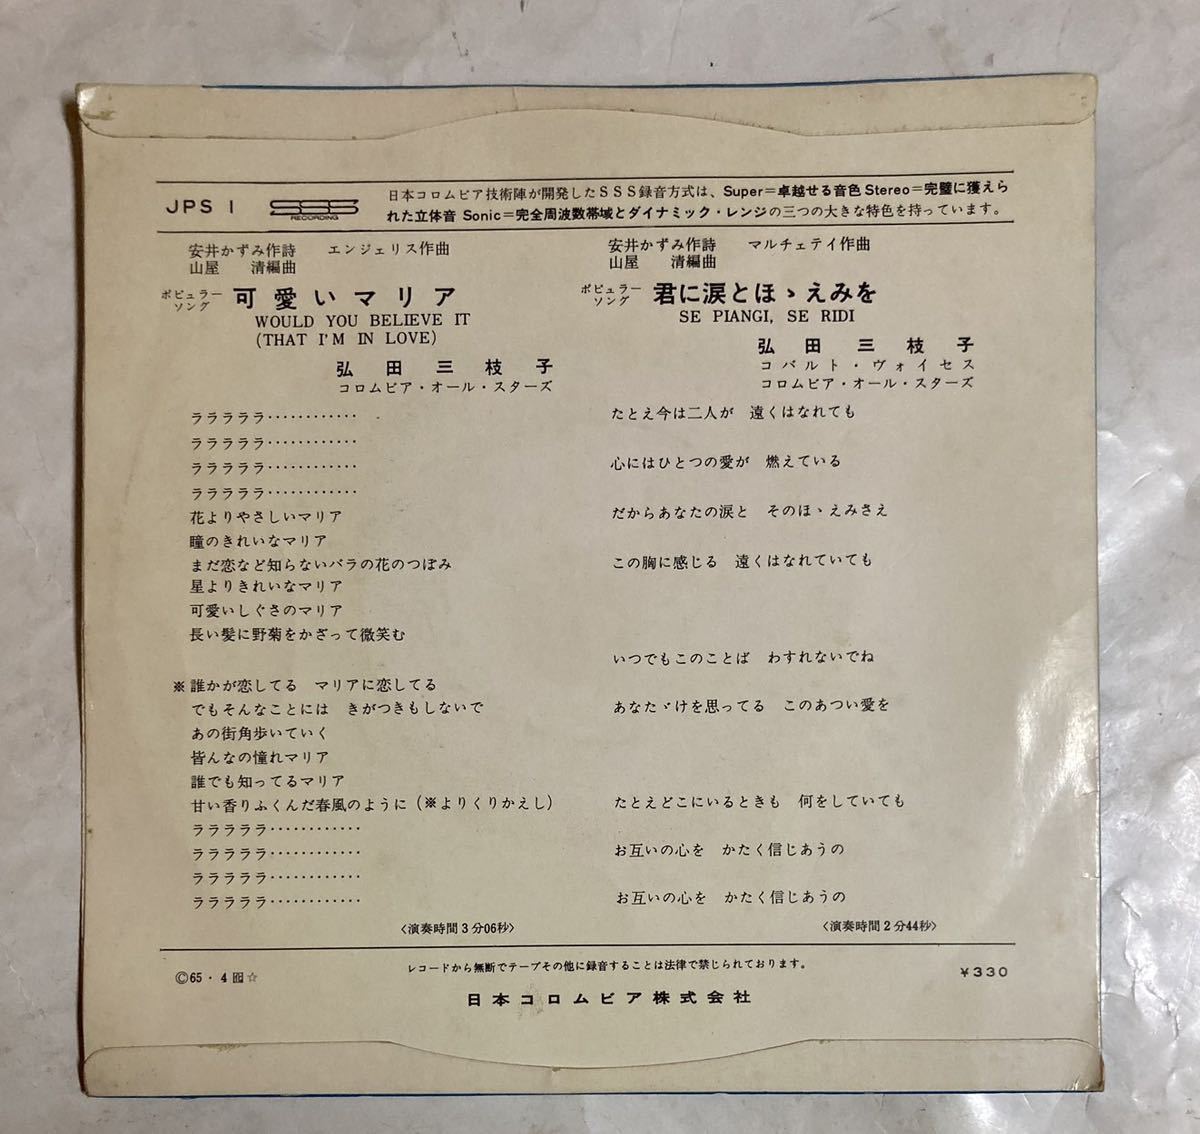 JPS 1
SSS
RECORDING
日本コロムビア技術陣が開発したSSS録音方式は、Super=卓越せる音色 Stereo=完璧に獲えら
れた立体音 Sonic=完全周波数帯域とダイナミック・レンジの三つの大きな特色を持っています。
安井かずみ作詩 エンジェリス作曲
山屋 清編曲
ポピュラーソング 可愛いマリア
WOULD YOU BELIEVE IT
(THAT I'M IN LOVE)
弘田三枝子
コロムビア・オール・スターズ
ラララララ…………
ラララララ…………
ラララララ…………
ラララララ…………
花よりやさしいマリア
瞳のきれいなマリア
まだ恋など知らないバラの花のつぼみ
星よりきれいなマリア
可愛いしぐさのマリア
長い髪に野菊をかざって微笑む
※誰かが恋してる マリアに恋してる
でもそんなことには きがつきもしないで
あの街角歩いていく
皆んなの憧れマリア
誰でも知ってるマリア
甘い香りふくんだ春風のように(※よりくりかえし)
ラララララ…………
ラララララ…………
ラララララ…………
ラララララ…………
〈演奏時間3分06秒〉
安井かずみ作詩 マルチェテイ作曲
山屋 清編曲
ポピュラーソング 君に涙とほゝえみを
SE PIANGI, SE RIDI
弘田三枝子
コバルト・ヴォイセス
コロムビア・オール・スターズ
たとえ今は二人が 遠くはなれても
心にはひとつの愛が 燃えている
だからあなたの涙と そのほゝえみさえ
この胸に感じる 遠くはなれていても
いつでもこのことば わすれないでね
あなたゞけを思ってる このあつい愛を
たとえどこにいるときも 何をしていても
お互いの心を かたく信じあうの
お互いの心を かたく信じあうの
〈演奏時間2分44秒〉
©65・4 ☆
レコードから無断でテープその他に録音することは法律で禁じられております。
¥330
日本コロムビア株式会社